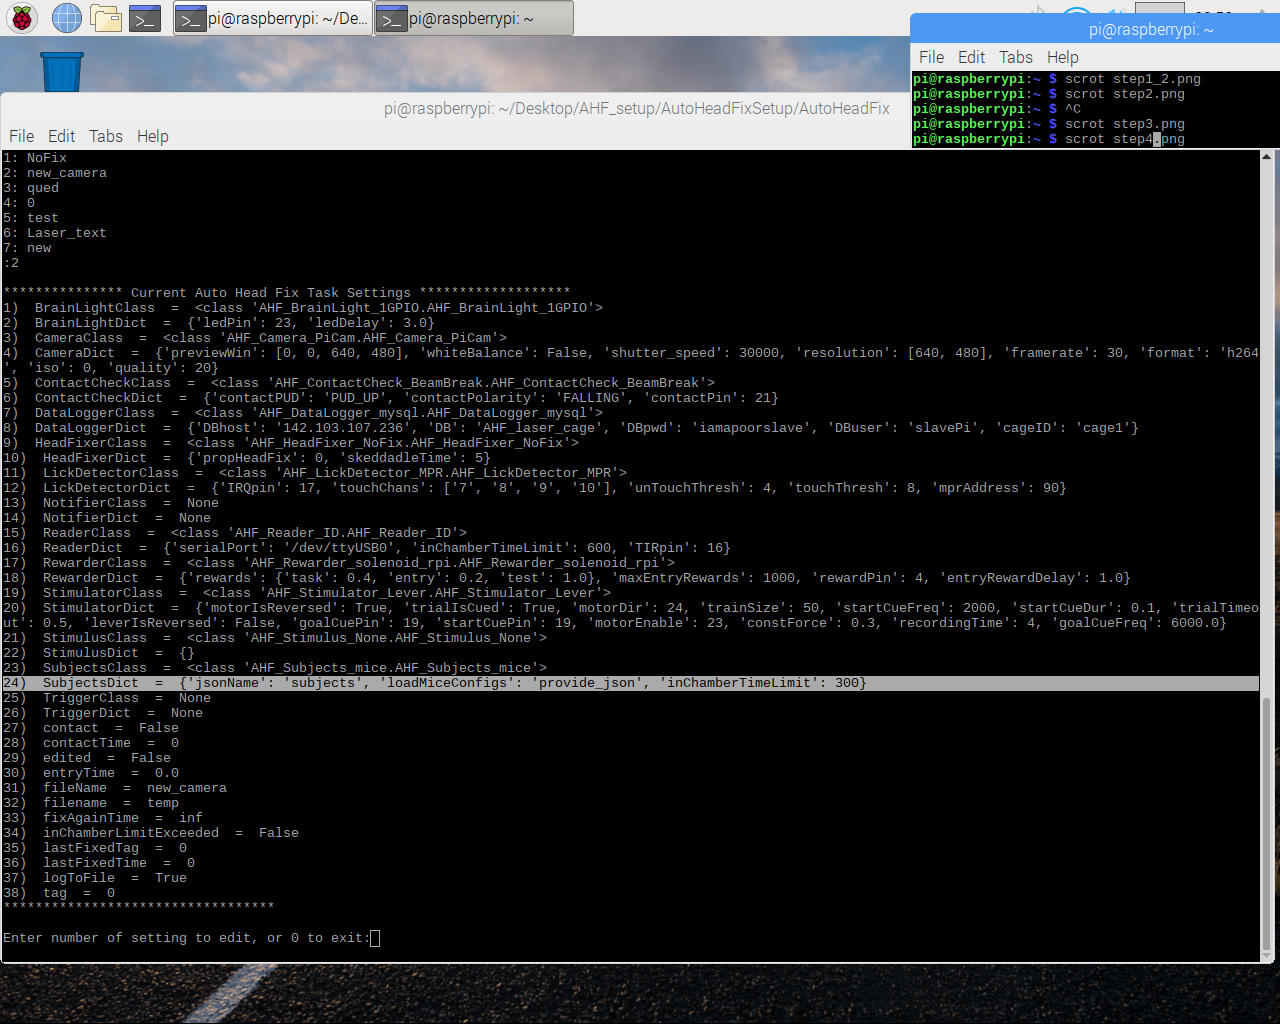 pi@raspberrypi: ~/De...
pi@raspberrypi: ~
pi@raspberrypi: ~
File Edit Tabs Help
pi@raspberrypi:~ $ scrot step1_2.png
pi@raspberrypi:~ $ scrot step2.png
pi@raspberrypi:~ $ ^C
pi@raspberrypi:~ $ scrot step3.png
pi@raspberrypi:~ $ scrot step4.png
pi@raspberrypi: ~/Desktop/AHF_setup/AutoHeadFixSetup/AutoHeadFix
File Edit Tabs Help
1: NoFix
2: new_camera
3: qued
4: 0
5: test
6: Laser_text
7: new
:2
*************** Current Auto Head Fix Task Settings *******************
1)  BrainLightClass  =  <class 'AHF_BrainLight_1GPIO.AHF_BrainLight_1GPIO'>
2)  BrainLightDict  =  {'ledPin': 23, 'ledDelay': 3.0}
3)  CameraClass  =  <class 'AHF_Camera_PiCam.AHF_Camera_PiCam'>
4)  CameraDict  =  {'previewWin': [0, 0, 640, 480], 'whiteBalance': False, 'shutter_speed': 30000, 'resolution': [640, 480], 'framerate': 30, 'format': 'h264
', 'iso': 0, 'quality': 20}
5)  ContactCheckClass  =  <class 'AHF_ContactCheck_BeamBreak.AHF_ContactCheck_BeamBreak'>
6)  ContactCheckDict  =  {'contactPUD': 'PUD_UP', 'contactPolarity': 'FALLING', 'contactPin': 21}
7)  DataLoggerClass  =  <class 'AHF_DataLogger_mysql.AHF_DataLogger_mysql'>
8)  DataLoggerDict  =  {'DBhost': '142.103.107.236', 'DB': 'AHF_laser_cage', 'DBpwd': 'iamapoorslave', 'DBuser': 'slavePi', 'cageID': 'cage1'}
9)  HeadFixerClass  =  <class 'AHF_HeadFixer_NoFix.AHF_HeadFixer_NoFix'>
10)  HeadFixerDict  =  {'propHeadFix': 0, 'skeddadleTime': 5}
11)  LickDetectorClass  =  <class 'AHF_LickDetector_MPR.AHF_LickDetector_MPR'>
12)  LickDetectorDict  =  {'IRQpin': 17, 'touchChans': ['7', '8', '9', '10'], 'unTouchThresh': 4, 'touchThresh': 8, 'mprAddress': 90}
13)  NotifierClass  =  None
14)  NotifierDict  =  None
15)  ReaderClass  =  <class 'AHF_Reader_ID.AHF_Reader_ID'>
16)  ReaderDict  =  {'serialPort': '/dev/ttyUSB0', 'inChamberTimeLimit': 600, 'TIRpin': 16}
17)  RewarderClass  =  <class 'AHF_Rewarder_solenoid_rpi.AHF_Rewarder_solenoid_rpi'>
18)  RewarderDict  =  {'rewards': {'task': 0.4, 'entry': 0.2, 'test': 1.0}, 'maxEntryRewards': 1000, 'rewardPin': 4, 'entryRewardDelay': 1.0}
19)  StimulatorClass  =  <class 'AHF_Stimulator_Lever.AHF_Stimulator_Lever'>
20)  StimulatorDict  =  {'motorIsReversed': True, 'trialIsCued': True, 'motorDir': 24, 'trainSize': 50, 'startCueFreq': 2000, 'startCueDur': 0.1, 'trialTimeo
ut': 0.5, 'leverIsReversed': False, 'goalCuePin': 19, 'startCuePin': 19, 'motorEnable': 23, 'constForce': 0.3, 'recordingTime': 4, 'goalCueFreq': 6000.0}
21)  StimulusClass  =  <class 'AHF_Stimulus_None.AHF_Stimulus_None'>
22)  StimulusDict  =  {}
23)  SubjectsClass  =  <class 'AHF_Subjects_mice.AHF_Subjects_mice'>
24)  SubjectsDict  =  {'jsonName': 'subjects', 'loadMiceConfigs': 'provide_json', 'inChamberTimeLimit': 300}
25)  TriggerClass  =  None
26)  TriggerDict  =  None
27)  contact  =  False
28)  contactTime  =  0
29)  edited  =  False
30)  entryTime  =  0.0
31)  fileName  =  new_camera
32)  filename  =  temp
33)  fixAgainTime  =  inf
34)  inChamberLimitExceeded  =  False
35)  lastFixedTag  =  0
36)  lastFixedTime  =  0
37)  logToFile  =  True
38)  tag  =  0
**********************************
Enter number of setting to edit, or 0 to exit: